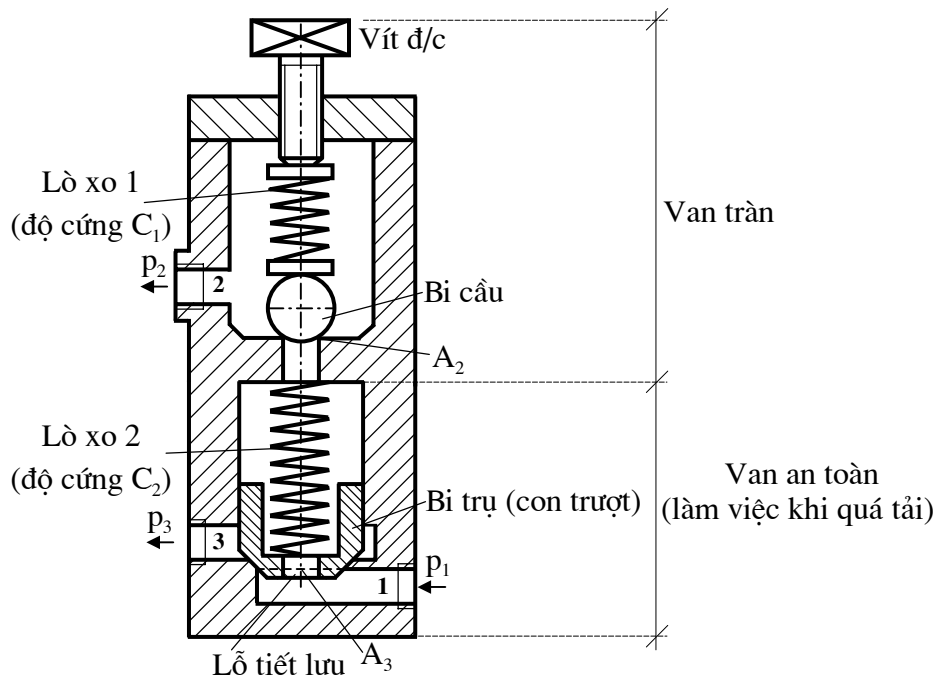 Vít đ/c
Lò xo 1
(độ cứng C₁)
Van tràn
p₂
2
Bi cầu
A₂
Lò xo 2
(độ cứng C₂)
Van an toàn
(làm việc khi quá tải)
Bi trụ (con trượt)
p₃
3
p₁
1
Lỗ tiết lưu
A₃